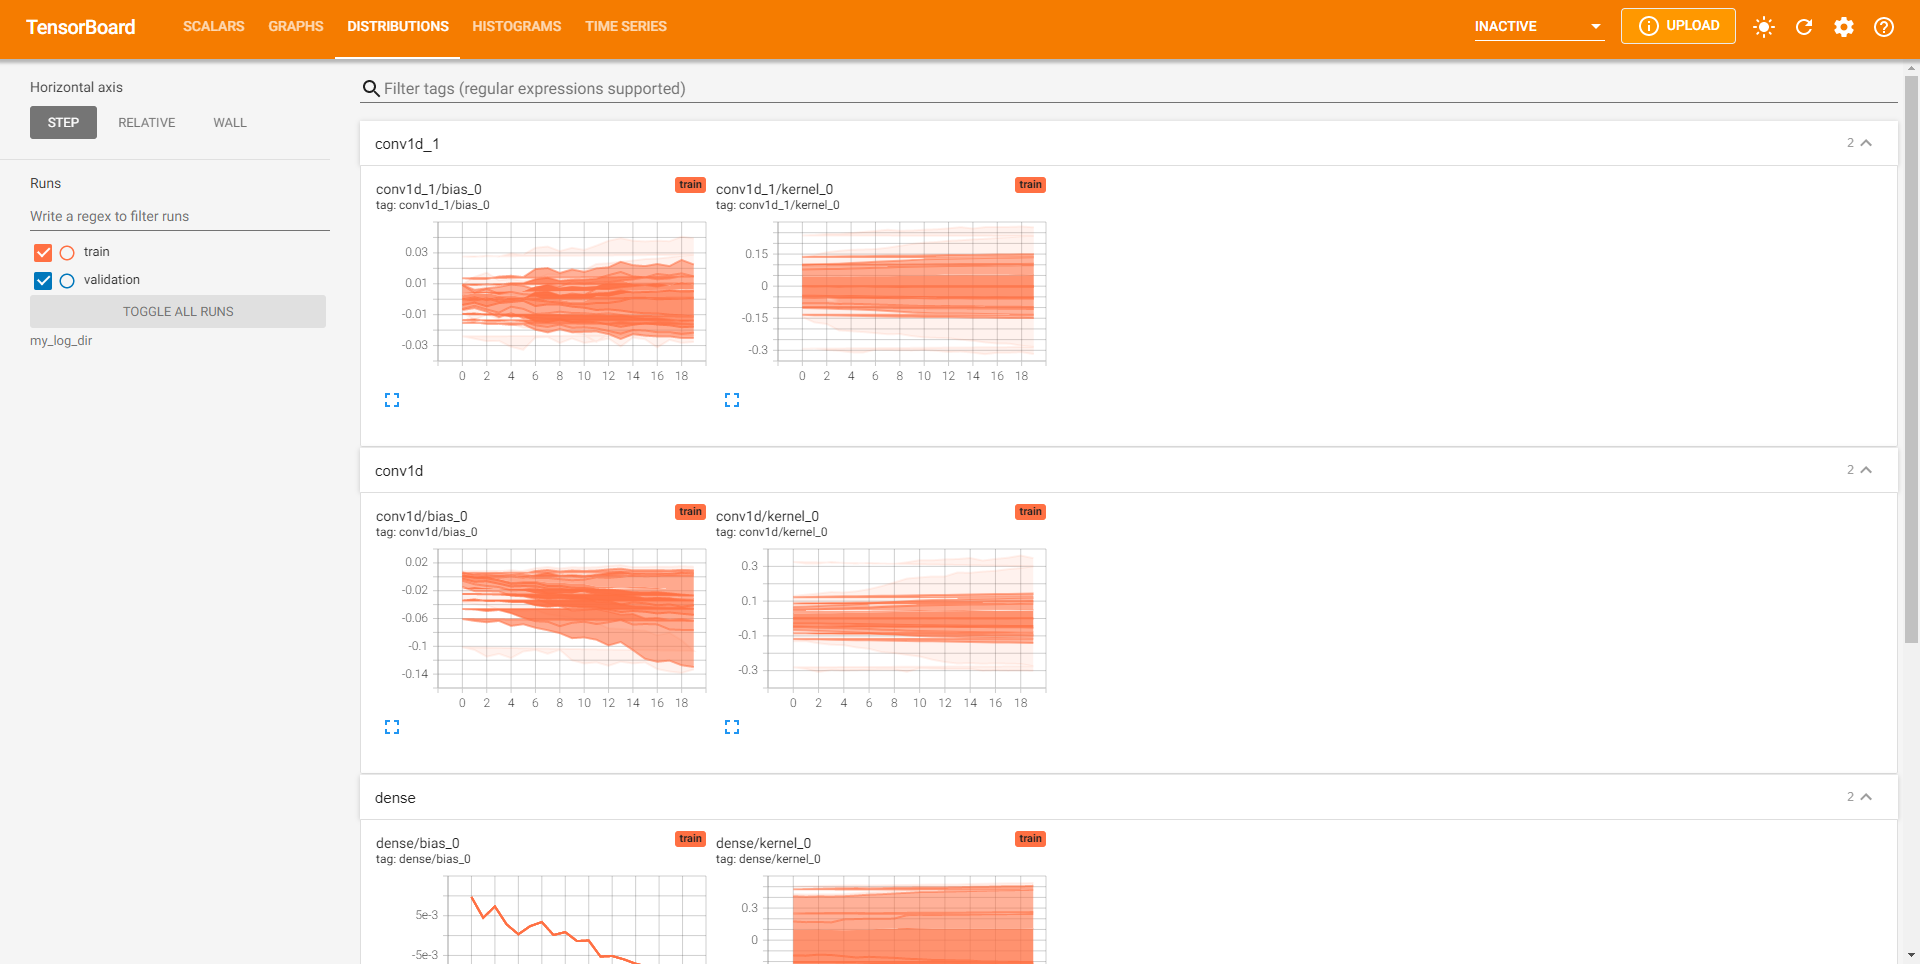 TensorBoard
SCALARS GRAPHS DISTRIBUTIONS HISTOGRAMS TIME SERIES
INACTIVE
UPLOAD
Horizontal axis
STEP RELATIVE WALL
Runs
Write a regex to filter runs
train
validation
TOGGLE ALL RUNS
my_log_dir
Filter tags (regular expressions supported)
conv1d_1
2
conv1d_1/bias_0
train
tag: conv1d_1/bias_0
0.03
0.01
-0.01
-0.03
0 2 4 6 8 10 12 14 16 18
conv1d_1/kernel_0
train
tag: conv1d_1/kernel_0
0.15
0
-0.15
-0.3
0 2 4 6 8 10 12 14 16 18
conv1d
2
conv1d/bias_0
train
tag: conv1d/bias_0
0.02
-0.02
-0.06
-0.1
-0.14
0 2 4 6 8 10 12 14 16 18
conv1d/kernel_0
train
tag: conv1d/kernel_0
0.3
0.1
-0.1
-0.3
0 2 4 6 8 10 12 14 16 18
dense
2
dense/bias_0
train
tag: dense/bias_0
5e-3
-5e-3
dense/kernel_0
train
tag: dense/kernel_0
0.3
0